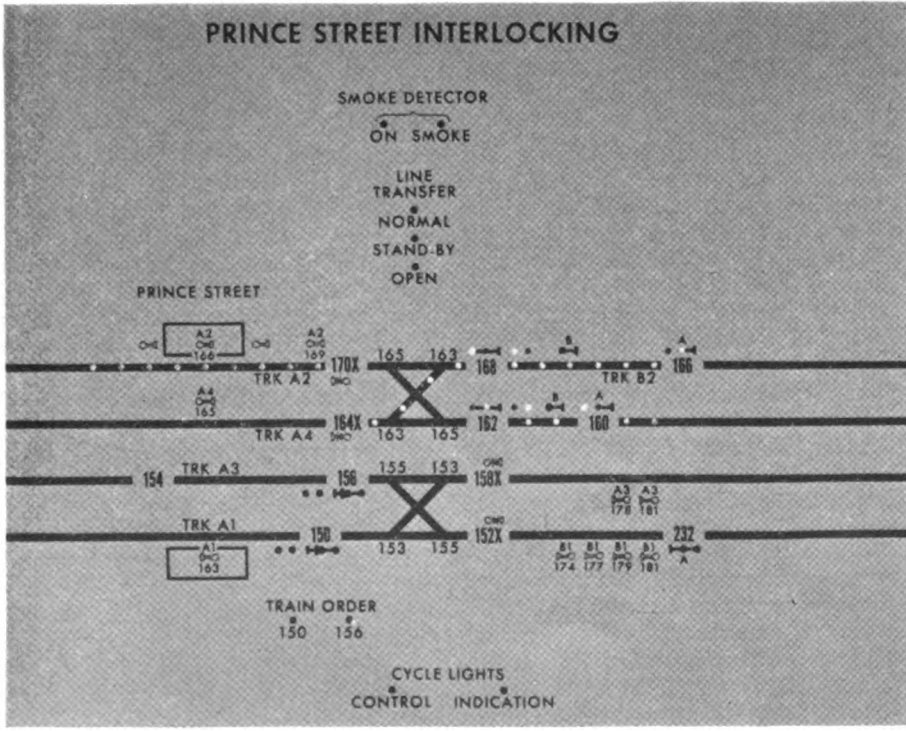 PRINCE STREET INTERLOCKING
SMOKE DETECTOR
ON SMOKE
LINE
TRANSFER
NORMAL
STAND-BY
OPEN
PRINCE STREET
A2
166
A2
169
170X
165
163
168
B
A
166
TRK A2
TRK B2
A4
165
164X
163
165
162
B
A
160
TRK A4
154
TRK A3
156
155
153
158X
A3
178
A3
181
TRK A1
150
153
155
152X
232
A
A1
163
B1
174
B1
177
B1
179
B1
181
TRAIN ORDER
150 156
CYCLE LIGHTS
CONTROL INDICATION